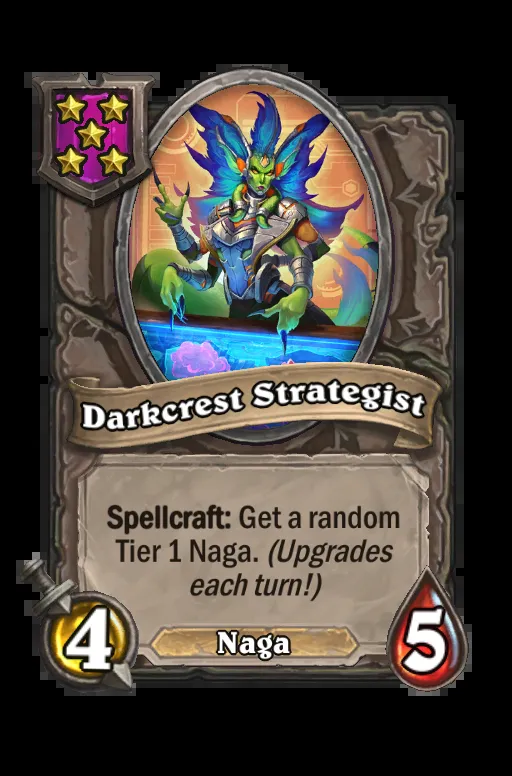 Darkcrest Strategist
Spellcraft: Get a random
Tier 1 Naga. (Upgrades
each turn!)
4
Naga
5